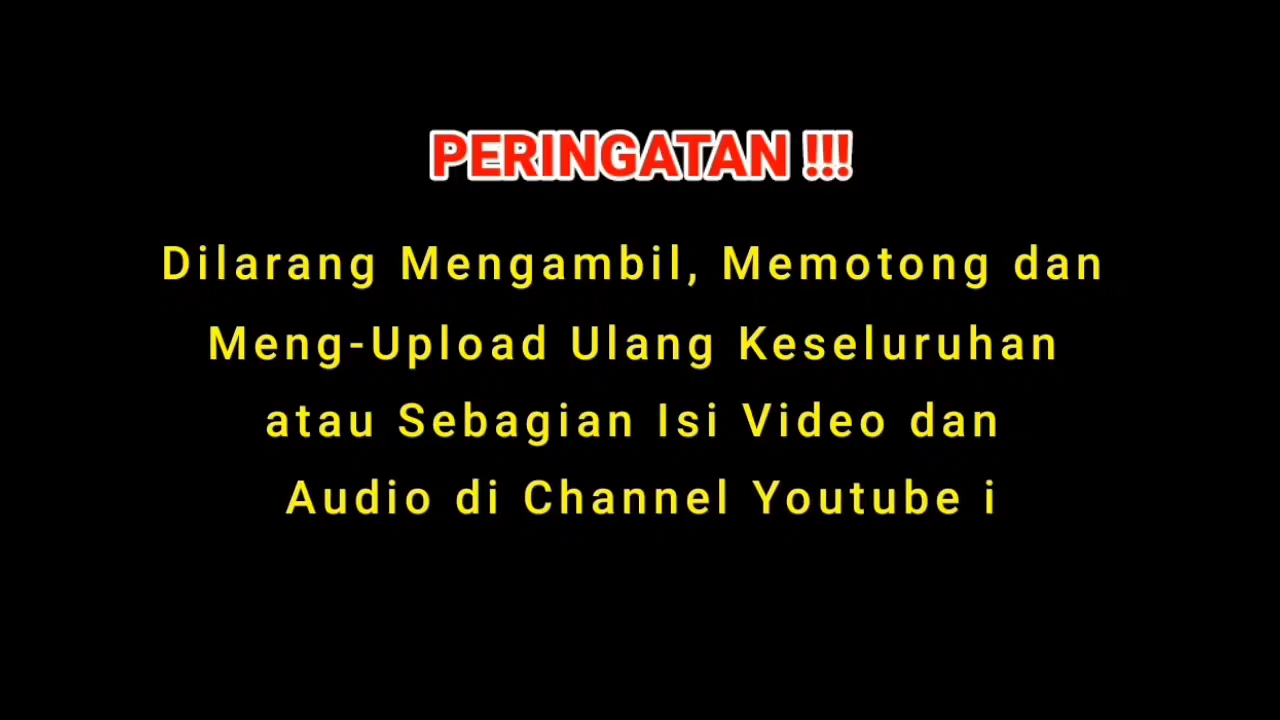 PERINGATAN !!!
Dilarang Mengambil, Memotong dan
Meng-Upload Ulang Keseluruhan
atau Sebagian Isi Video dan
Audio di Channel Youtube i